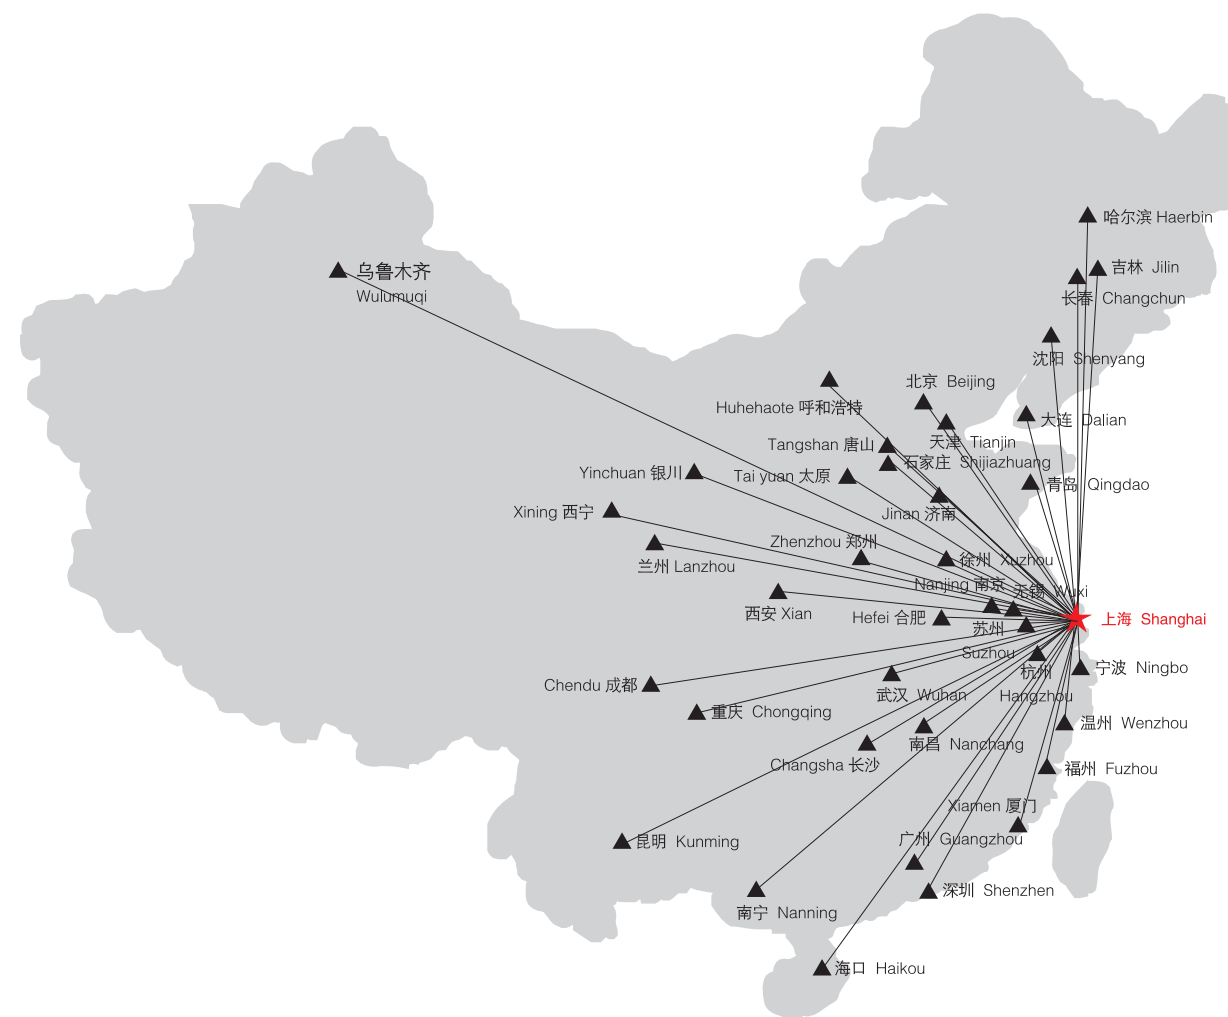 哈尔滨 Haerbin
吉林 Jilin
乌鲁木齐
Wulumuqi
长春 Changchun
沈阳 Shenyang
北京 Beijing
Huhehaote 呼和浩特
大连 Dalian
天津 Tianjin
Tangshan 唐山
石家庄 Shijiazhuang
Yinchuan 银川
Tai yuan 太原
青岛 Qingdao
Xining 西宁
Jinan 济南
Zhenzhou 郑州
徐州 Xuzhou
兰州 Lanzhou
Nanjing 南京
无锡 Wuxi
西安 Xian
Hefei 合肥
上海 Shanghai
苏州
Suzhou
杭州
Hangzhou
宁波 Ningbo
Chendu 成都
武汉 Wuhan
重庆 Chongqing
温州 Wenzhou
南昌 Nanchang
Changsha 长沙
福州 Fuzhou
Xiamen 厦门
广州 Guangzhou
昆明 Kunming
深圳 Shenzhen
南宁 Nanning
海口 Haikou